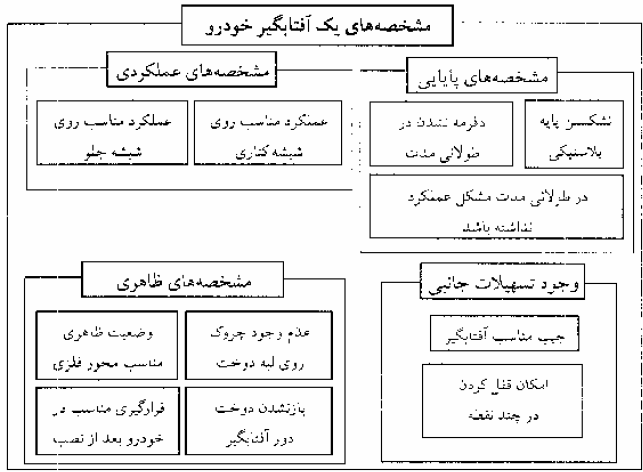 مشخصه‌های یک آفتابگیر خودرو
مشخصه‌های پایایی
نشکستن پایه
پلاستیکی
دفرمه نشدن در
طولانی مدت
در طولانی مدت مشکل عملکرد
نداشته باشد
مشخصه‌های عملکردی
عملکرد مناسب روی
شیشه کناری
عملکرد مناسب روی
شیشه جلو
وجود تسهیلات جانبی
جیب مناسب آفتابگیر
امکان قفل کردن
در چند نقطه
مشخصه‌های ظاهری
عدم وجود چروک
روی لبه دوخت
وضعیت ظاهری
مناسب محور فلزی
بازنشدن دوخت
دور آفتابگیر
قرارگیری مناسب در
خودرو بعد از نصب